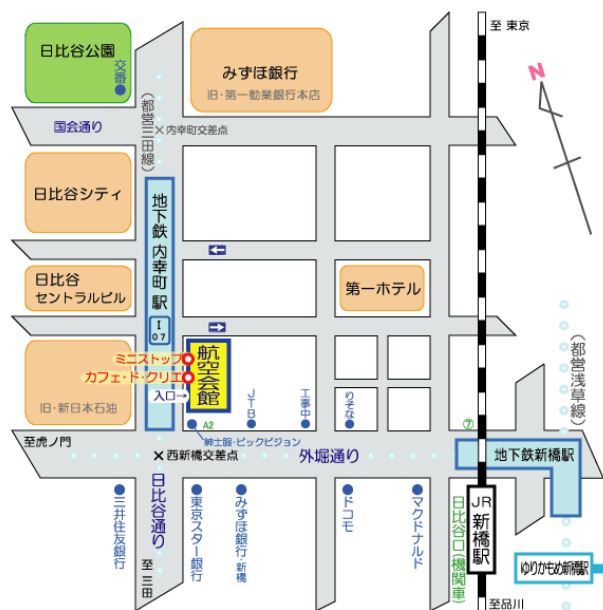 至 東京
日比谷公園
交番
みずほ銀行
旧・第一勧業銀行本店
N
(都営三田線)
国会通り
×内幸町交差点
日比谷シティ
地下鉄 内幸町 駅
I
07
←
日比谷
セントラルビル
第一ホテル
→
ミニストップ
カフェ・ド・クリエ
航空会館
入口→
旧・新日本石油
(都営浅草線)
JTB
工事中
りそな
A2
紳士服・ビックビジョン
⑦
至虎ノ門
×西新橋交差点
外堀通り
地下鉄新橋駅
日比谷通り
三井住友銀行
東京スター銀行
みずほ銀行・新橋
ドコモ
マクドナルド
日比谷口(機関車)
JR
新橋駅
ゆりかもめ新橋駅
至 三田
至品川